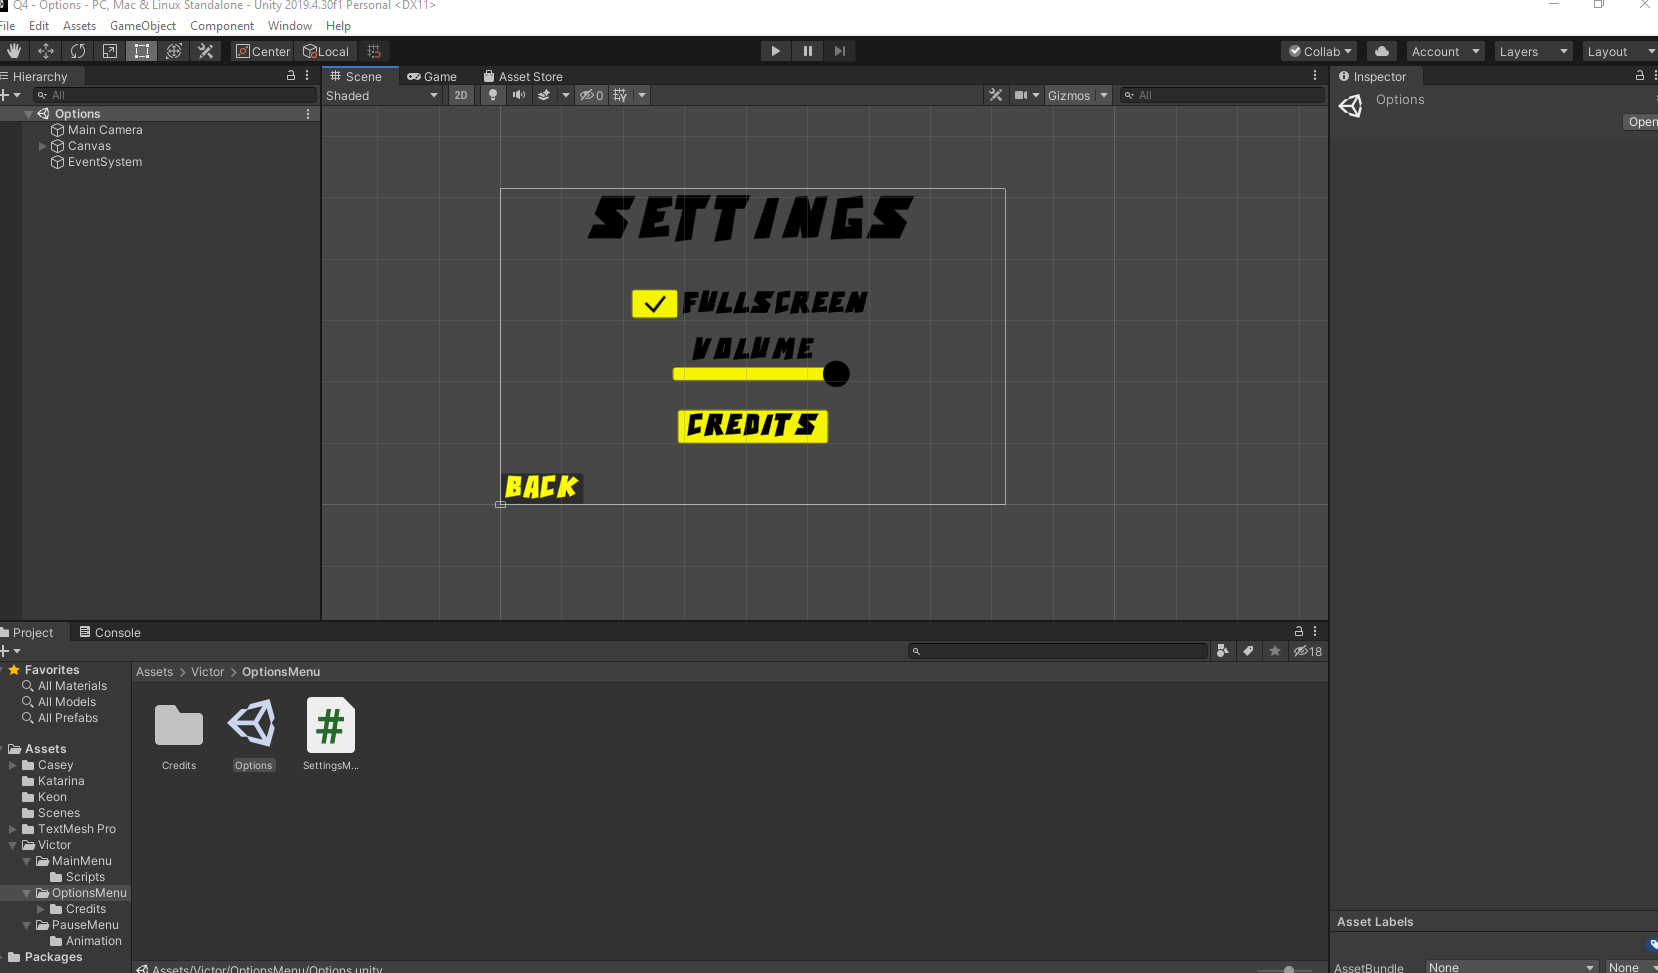 Q4 - Options - PC, Mac & Linux Standalone - Unity 2019.4.30f1 Personal <DX11>
File Edit Assets GameObject Component Window Help
Center Local Collab Account Layers Layout
Hierarchy
All
Options
Main Camera
Canvas
EventSystem
Scene Game Asset Store
Shaded 2D 0 Gizmos All
SETTINGS
FULLSCREEN
VOLUME
CREDITS
BACK
Inspector
Options
Open
Project Console
18
Favorites
All Materials
All Models
All Prefabs
Assets
Casey
Katarina
Keon
Scenes
TextMesh Pro
Victor
MainMenu
Scripts
OptionsMenu
Credits
PauseMenu
Animation
Packages
Assets > Victor > OptionsMenu
Credits Options SettingsM...
Assets/Victor/OptionsMenu/Options.unity
Asset Labels
AssetBundle None None